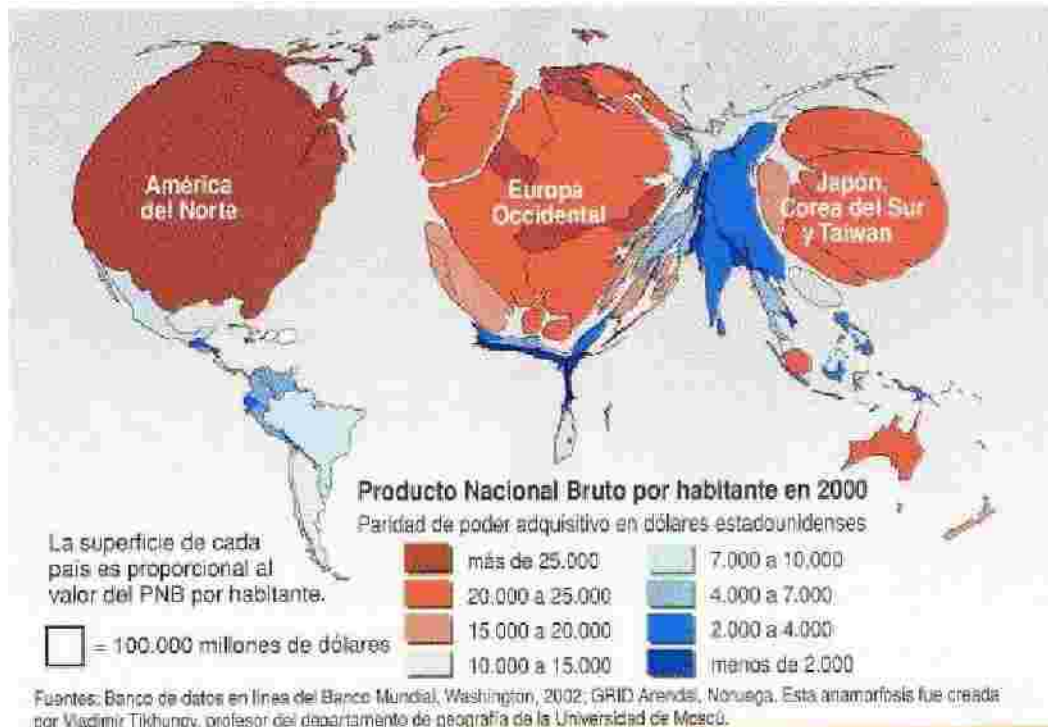 América
del Norte
Europa
Occidental
Japón,
Corea del Sur
y Taiwan
Producto Nacional Bruto por habitante en 2000
Paridad de poder adquisitivo en dólares estadounidenses
La superficie de cada
país es proporcional al
valor del PNB por habitante.
= 100.000 millones de dólares
más de 25.000
20.000 a 25.000
15.000 a 20.000
10.000 a 15.000
7.000 a 10.000
4.000 a 7.000
2.000 a 4.000
menos de 2.000
Fuentes: Banco de datos en línea del Banco Mundial, Washington, 2002; GRID Arendal, Noruega. Esta anamorfosis fue creada
por Vladimir Tikhunov, profesor del departamento de geografía de la Universidad de Moscú.